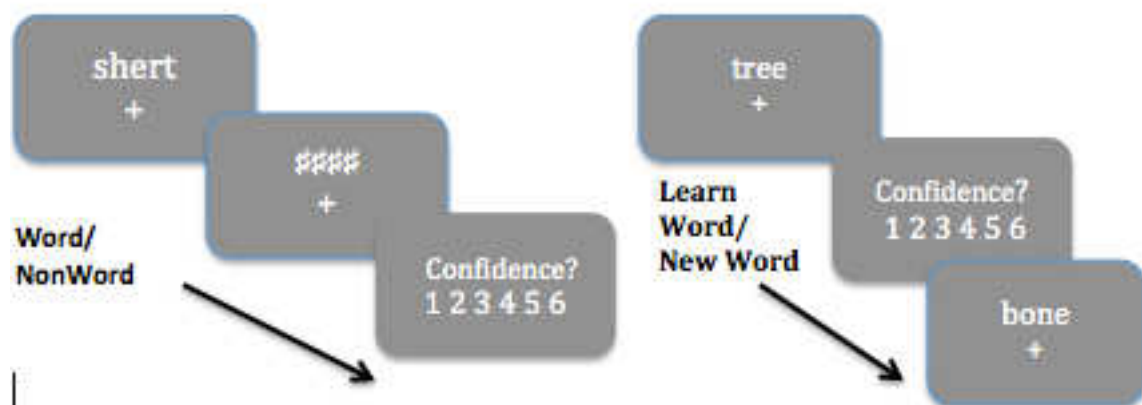 shert
+
♯♯♯♯
+
Word/
NonWord
Confidence?
1 2 3 4 5 6
tree
+
Learn
Word/
New Word
Confidence?
1 2 3 4 5 6
bone
+